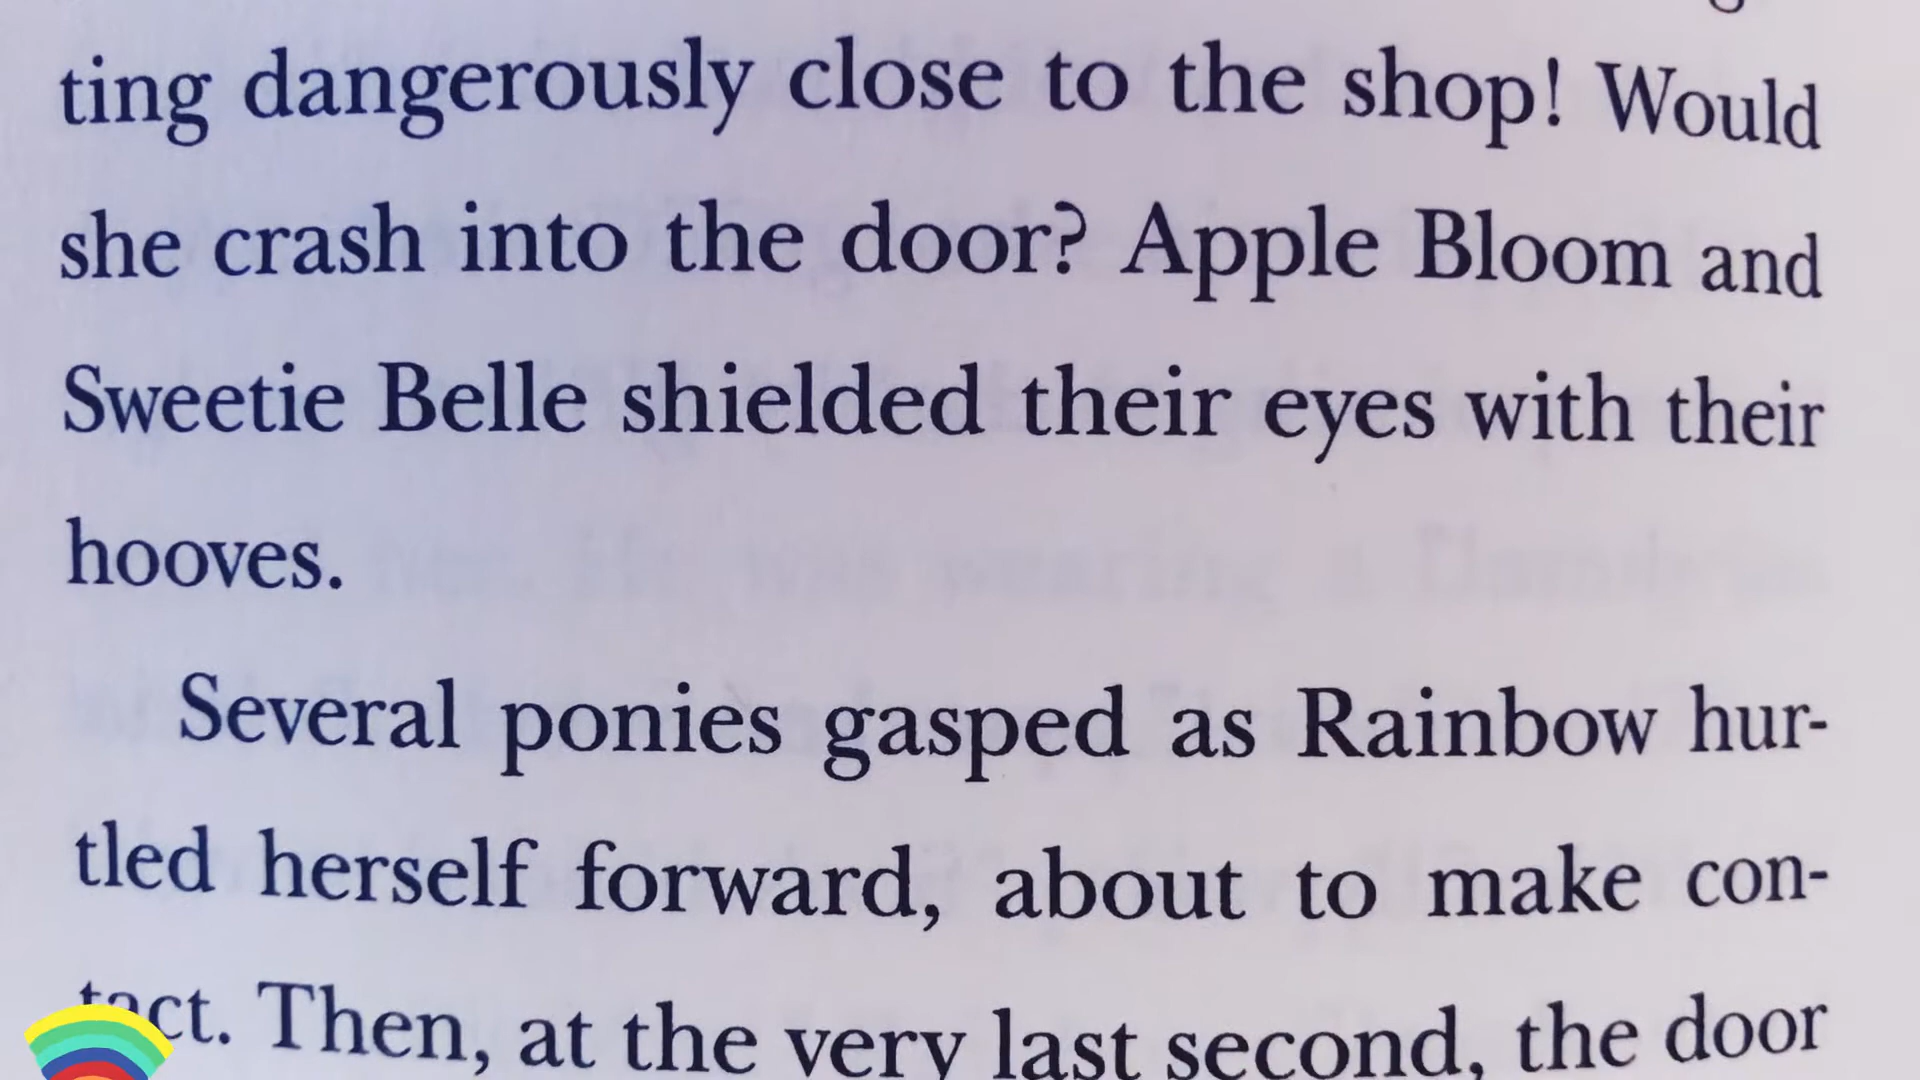 ting dangerously close to the shop! Would
she crash into the door? Apple Bloom and
Sweetie Belle shielded their eyes with their
hooves.
Several ponies gasped as Rainbow hur-
tled herself forward, about to make con-
tact. Then, at the very last second, the door